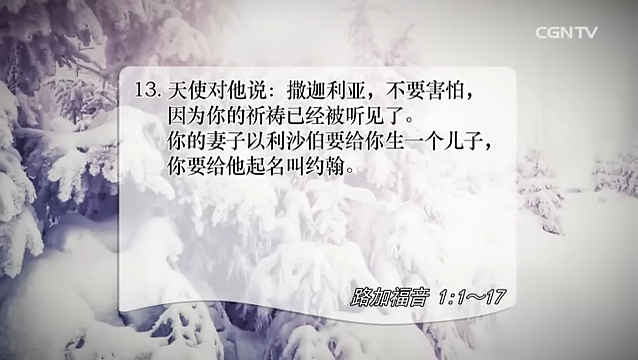 CGNTV
13. 天使对他说：撒迦利亚，不要害怕，
因为你的祈祷已经被听见了。
你的妻子以利沙伯要给你生一个儿子，
你要给他起名叫约翰。
路加福音 1:1～17